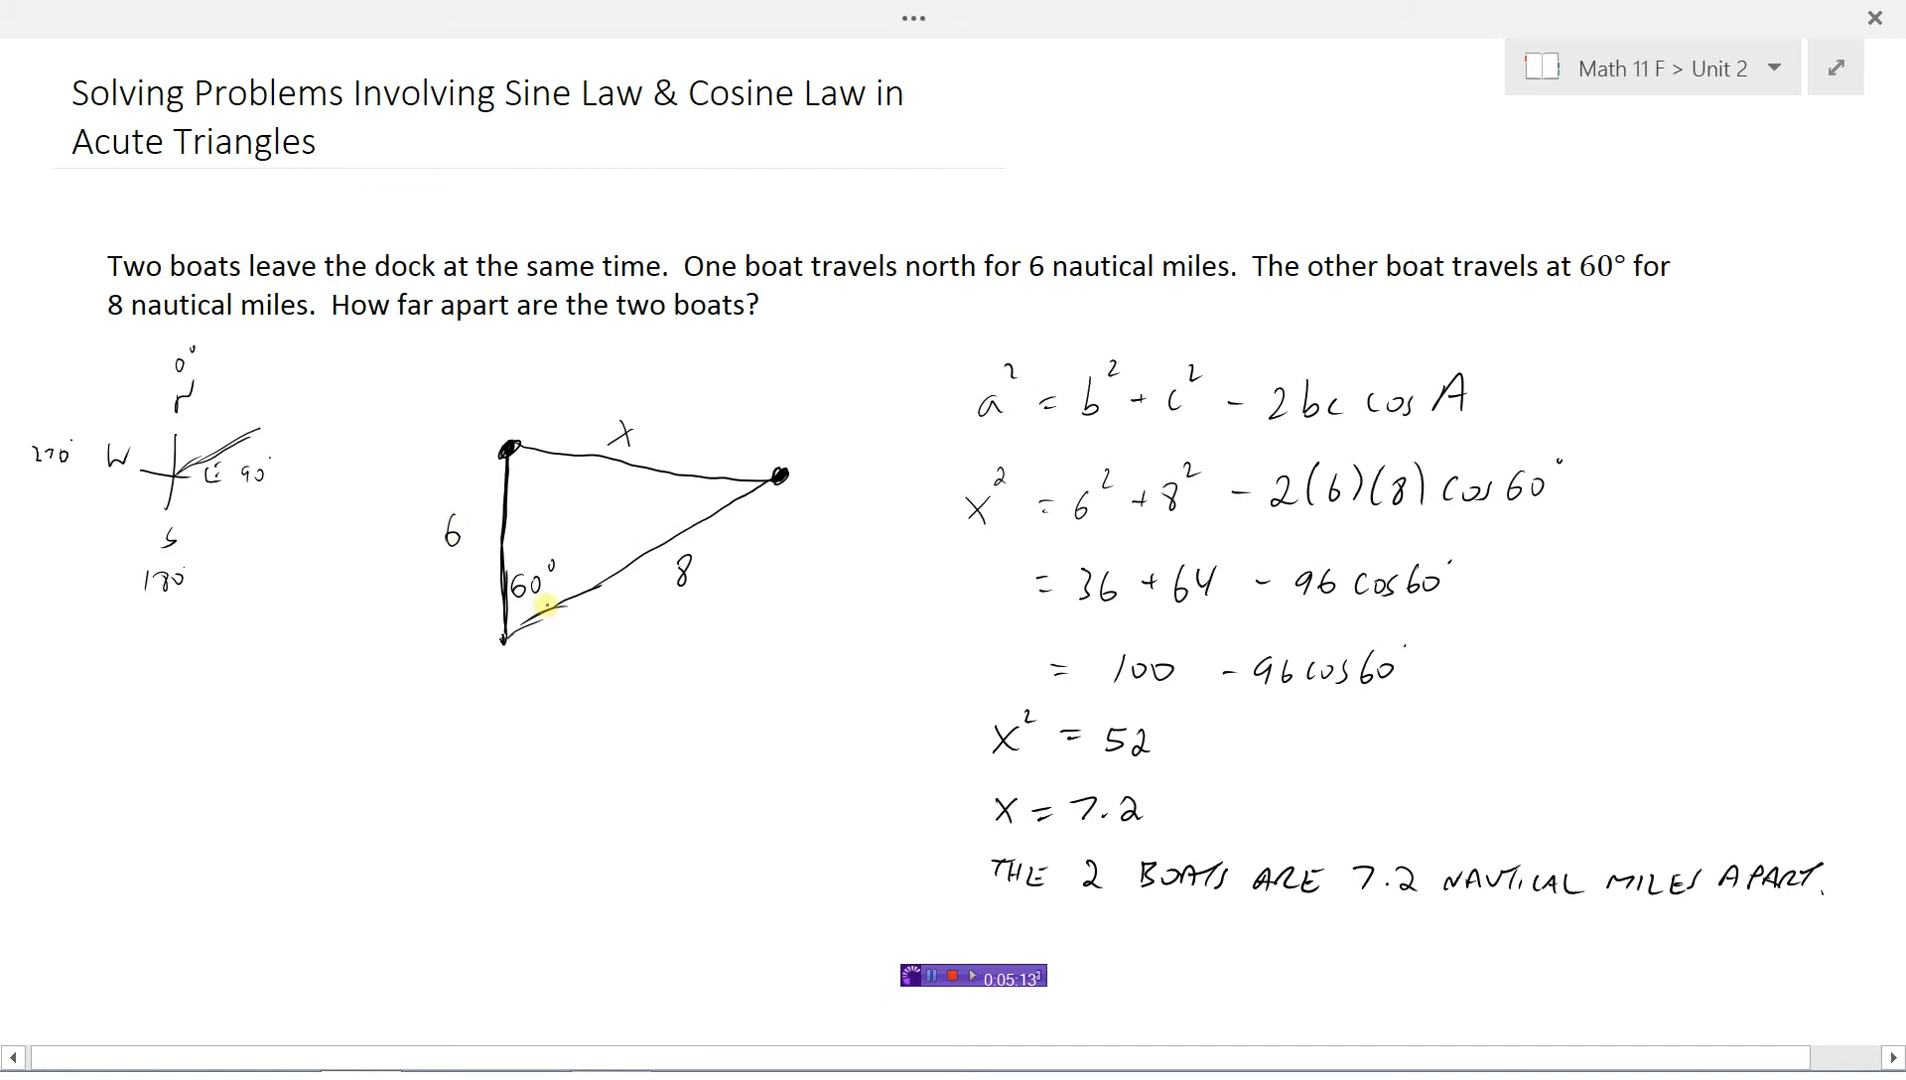 Math 11 F > Unit 2
Solving Problems Involving Sine Law & Cosine Law in
Acute Triangles
Two boats leave the dock at the same time. One boat travels north for 6 nautical miles. The other boat travels at 60° for
8 nautical miles. How far apart are the two boats?
0°
N
270° W E 90°
S
180°
x
6
60°
8
a² = b² + c² - 2bc cos A
x² = 6² + 8² - 2(6)(8) cos 60°
= 36 + 64 - 96 cos 60°
= 100 - 96 cos 60°
x² = 52
x = 7.2
THE 2 BOATS ARE 7.2 NAUTICAL MILES APART.
0:05:13